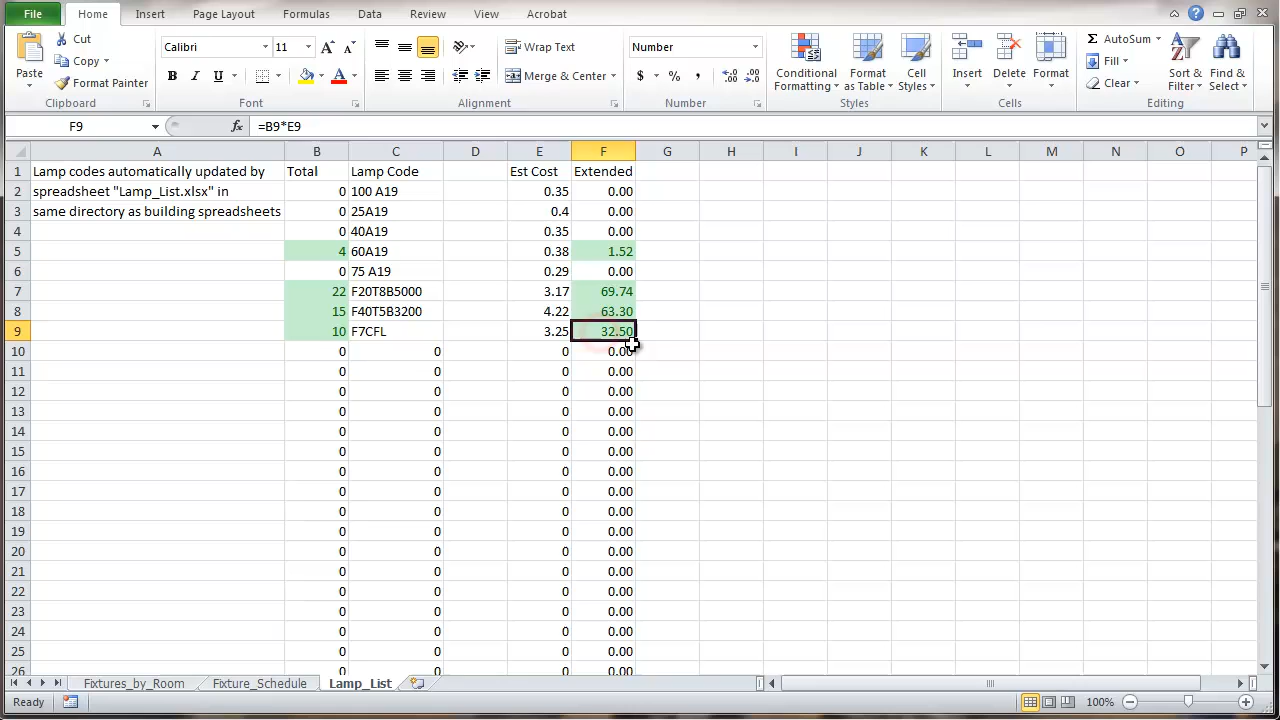 File Home Insert Page Layout Formulas Data Review View Acrobat
Paste Cut Copy Format Painter Clipboard
Calibri 11 B I U A Font
Wrap Text Merge & Center Alignment
Number $ % , Number
Conditional Formatting Format as Table Cell Styles Styles
Insert Delete Format Cells
Σ AutoSum Fill Clear Sort & Filter Find & Select Editing
F9 fx =B9*E9
A B C D E F G H I J K L M N O P
1 Lamp codes automatically updated by Total Lamp Code Est Cost Extended
2 spreadsheet "Lamp_List.xlsx" in 0 100 A19 0.35 0.00
3 same directory as building spreadsheets 0 25A19 0.4 0.00
4 0 40A19 0.35 0.00
5 4 60A19 0.38 1.52
6 0 75 A19 0.29 0.00
7 22 F20T8B5000 3.17 69.74
8 15 F40T5B3200 4.22 63.30
9 10 F7CFL 3.25 32.50
10 0 0 0 0.00
11 0 0 0 0.00
12 0 0 0 0.00
13 0 0 0 0.00
14 0 0 0 0.00
15 0 0 0 0.00
16 0 0 0 0.00
17 0 0 0 0.00
18 0 0 0 0.00
19 0 0 0 0.00
20 0 0 0 0.00
21 0 0 0 0.00
22 0 0 0 0.00
23 0 0 0 0.00
24 0 0 0 0.00
25 0 0 0 0.00
26 0 0 0 0.00
Fixtures_by_Room Fixture_Schedule Lamp_List
Ready 100%